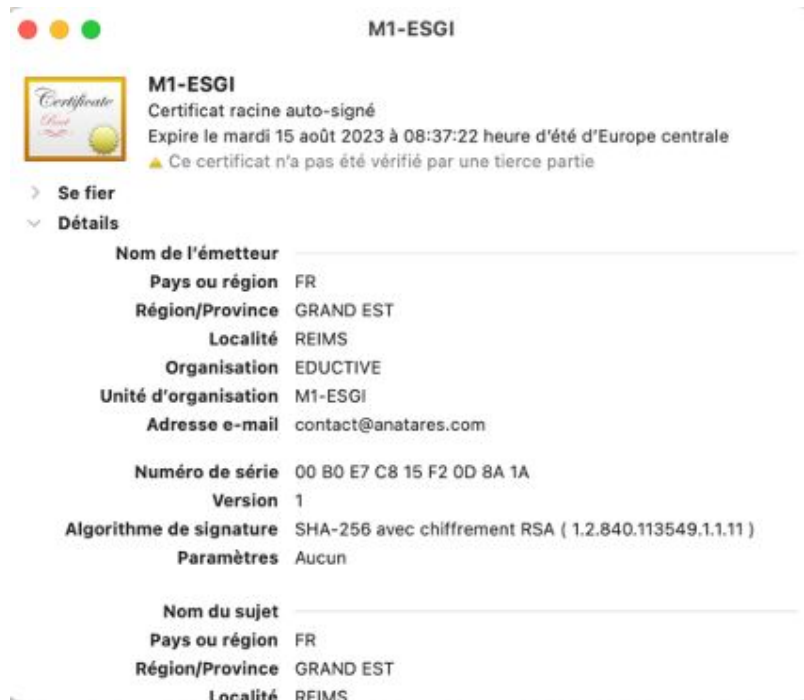 M1-ESGI
Certificate
Root
M1-ESGI
Certificat racine auto-signé
Expire le mardi 15 août 2023 à 08:37:22 heure d'été d'Europe centrale
Ce certificat n'a pas été vérifié par une tierce partie
Se fier
Détails
Nom de l'émetteur
Pays ou région FR
Région/Province GRAND EST
Localité REIMS
Organisation EDUCTIVE
Unité d'organisation M1-ESGI
Adresse e-mail contact@anatares.com
Numéro de série 00 B0 E7 C8 15 F2 0D 8A 1A
Version 1
Algorithme de signature SHA-256 avec chiffrement RSA ( 1.2.840.113549.1.1.11 )
Paramètres Aucun
Nom du sujet
Pays ou région FR
Région/Province GRAND EST
Localité REIMS